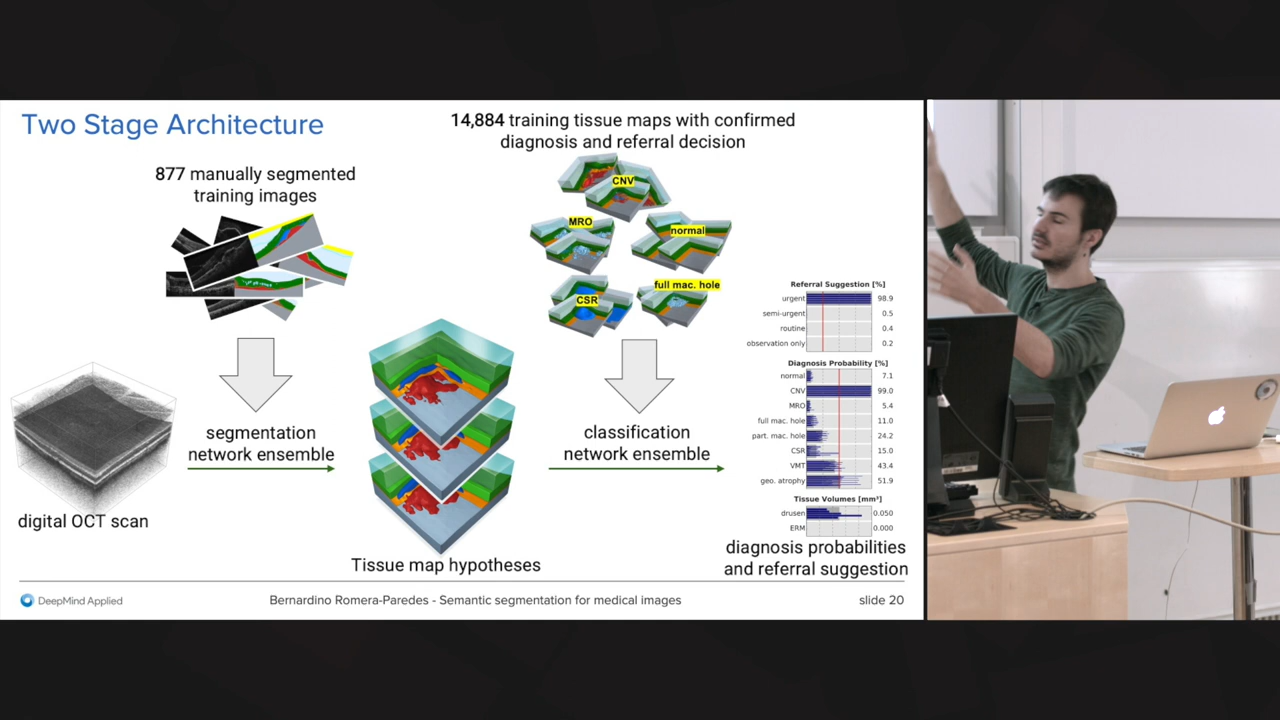 Two Stage Architecture
877 manually segmented
training images
14,884 training tissue maps with confirmed
diagnosis and referral decision
CNV
MRO
normal
CSR
full mac. hole
digital OCT scan
segmentation
network ensemble
Tissue map hypotheses
classification
network ensemble
Referral Suggestion [%]
urgent 98.9
semi-urgent 0.5
routine 0.4
observation only 0.2
Diagnosis Probability [%]
normal 7.1
CNV 99.0
MRO 5.4
full mac. hole 11.0
part. mac. hole 24.2
CSR 15.0
VMT 43.4
geo. atrophy 51.9
Tissue Volumes [mm³]
drusen 0.050
ERM 0.000
diagnosis probabilities
and referral suggestion
DeepMind Applied
Bernardino Romera-Paredes - Semantic segmentation for medical images
slide 20